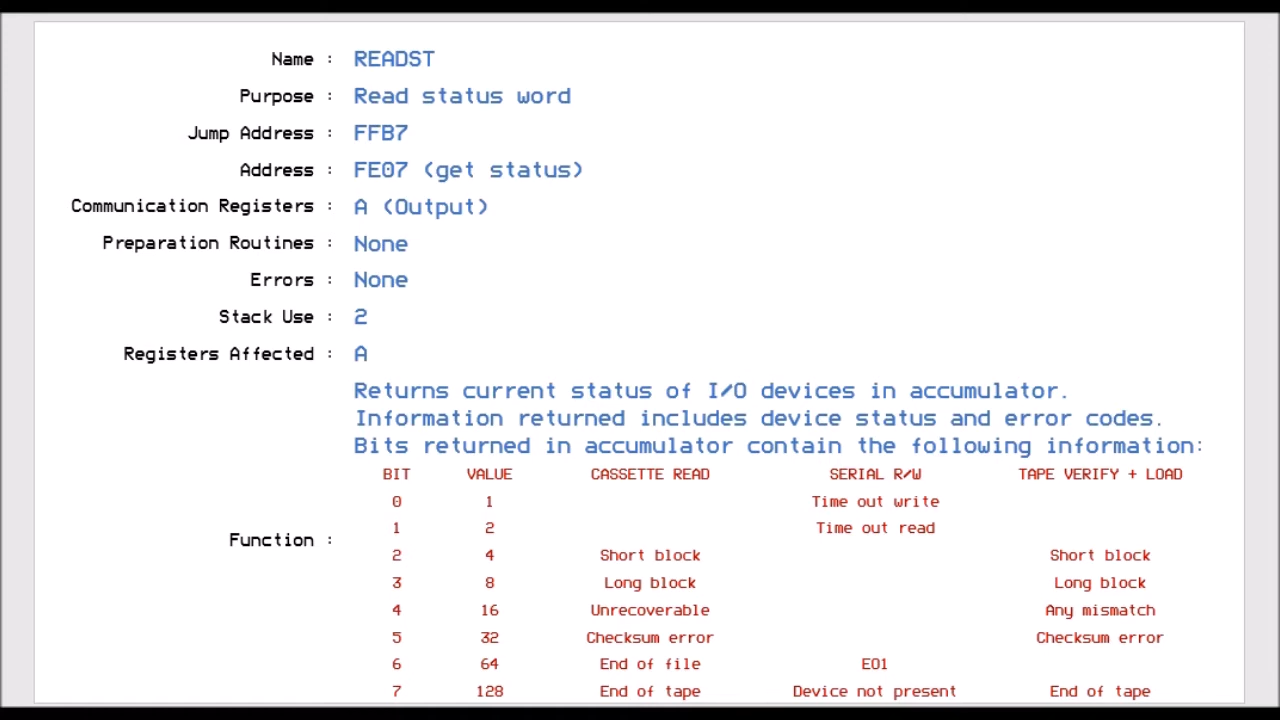 Name : READST
Purpose : Read status word
Jump Address : FFB7
Address : FE07 (get status)
Communication Registers : A (Output)
Preparation Routines : None
Errors : None
Stack Use : 2
Registers Affected : A
Returns current status of I/O devices in accumulator.
Information returned includes device status and error codes.
Bits returned in accumulator contain the following information:
BIT VALUE CASSETTE READ SERIAL R/W TAPE VERIFY + LOAD
0 1 Time out write
1 2 Time out read
Function :
2 4 Short block Short block
3 8 Long block Long block
4 16 Unrecoverable Any mismatch
5 32 Checksum error Checksum error
6 64 End of file EO1
7 128 End of tape Device not present End of tape